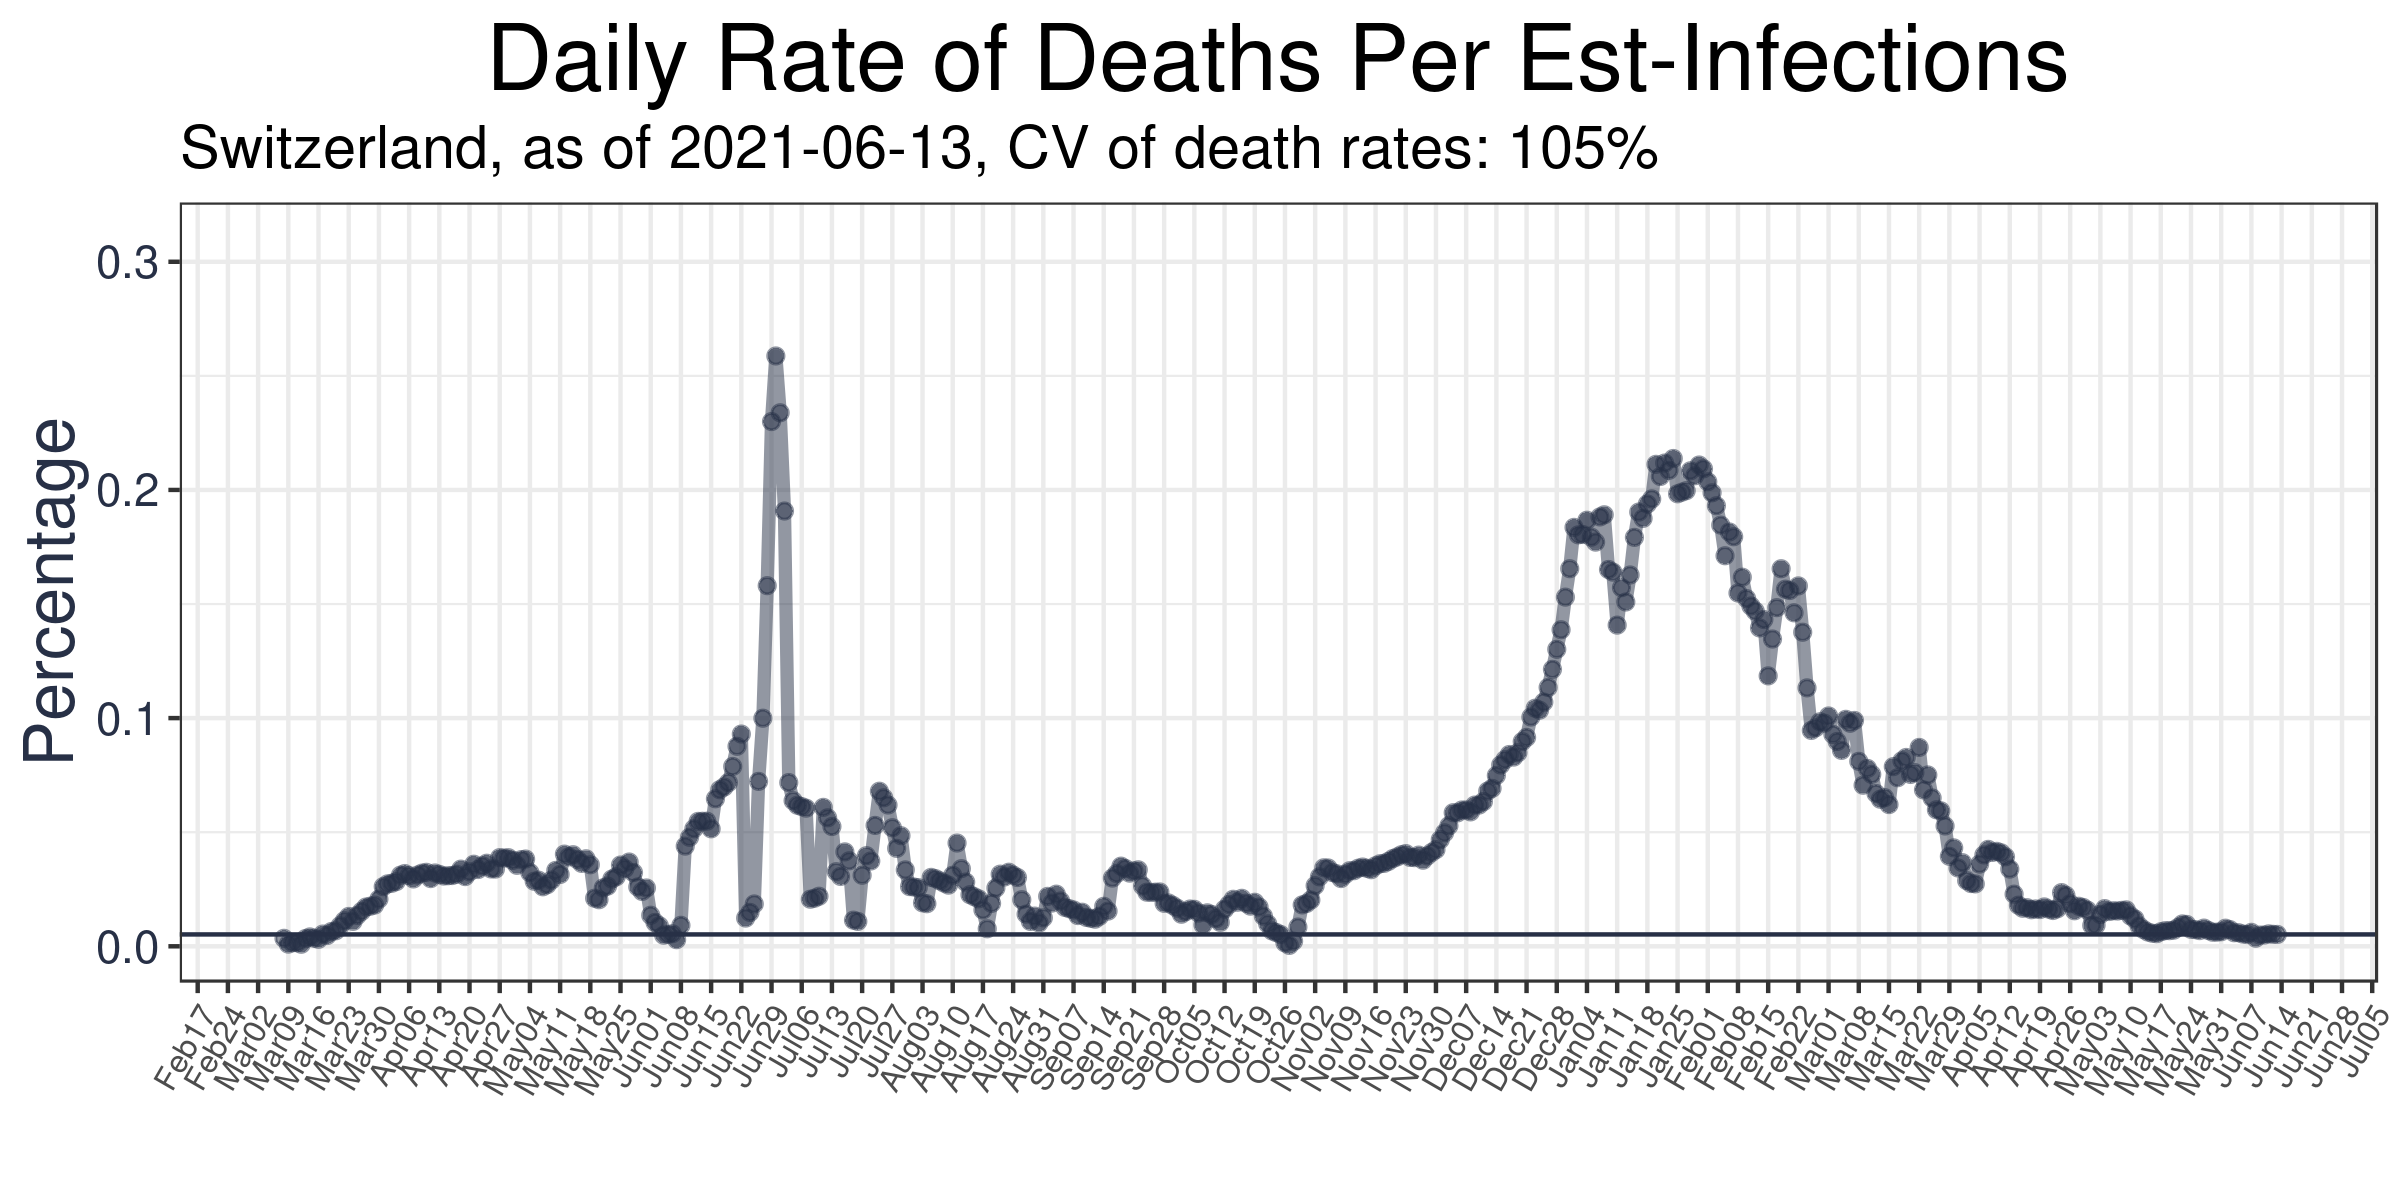 Daily Rate of Deaths Per Est-Infections
Switzerland, as of 2021-06-13, CV of death rates: 105%
Percentage
0.3
0.2
0.1
0.0
Feb17
Feb24
Mar02
Mar09
Mar16
Mar23
Mar30
Apr06
Apr13
Apr20
Apr27
May04
May11
May18
May25
Jun01
Jun08
Jun15
Jun22
Jun29
Jul06
Jul13
Jul20
Jul27
Aug03
Aug10
Aug17
Aug24
Aug31
Sep07
Sep14
Sep21
Sep28
Oct05
Oct12
Oct19
Oct26
Nov02
Nov09
Nov16
Nov23
Nov30
Dec07
Dec14
Dec21
Dec28
Jan04
Jan11
Jan18
Jan25
Feb01
Feb08
Feb15
Feb22
Mar01
Mar08
Mar15
Mar22
Mar29
Apr05
Apr12
Apr19
Apr26
May03
May10
May17
May24
May31
Jun07
Jun14
Jun21
Jun28
Jul05